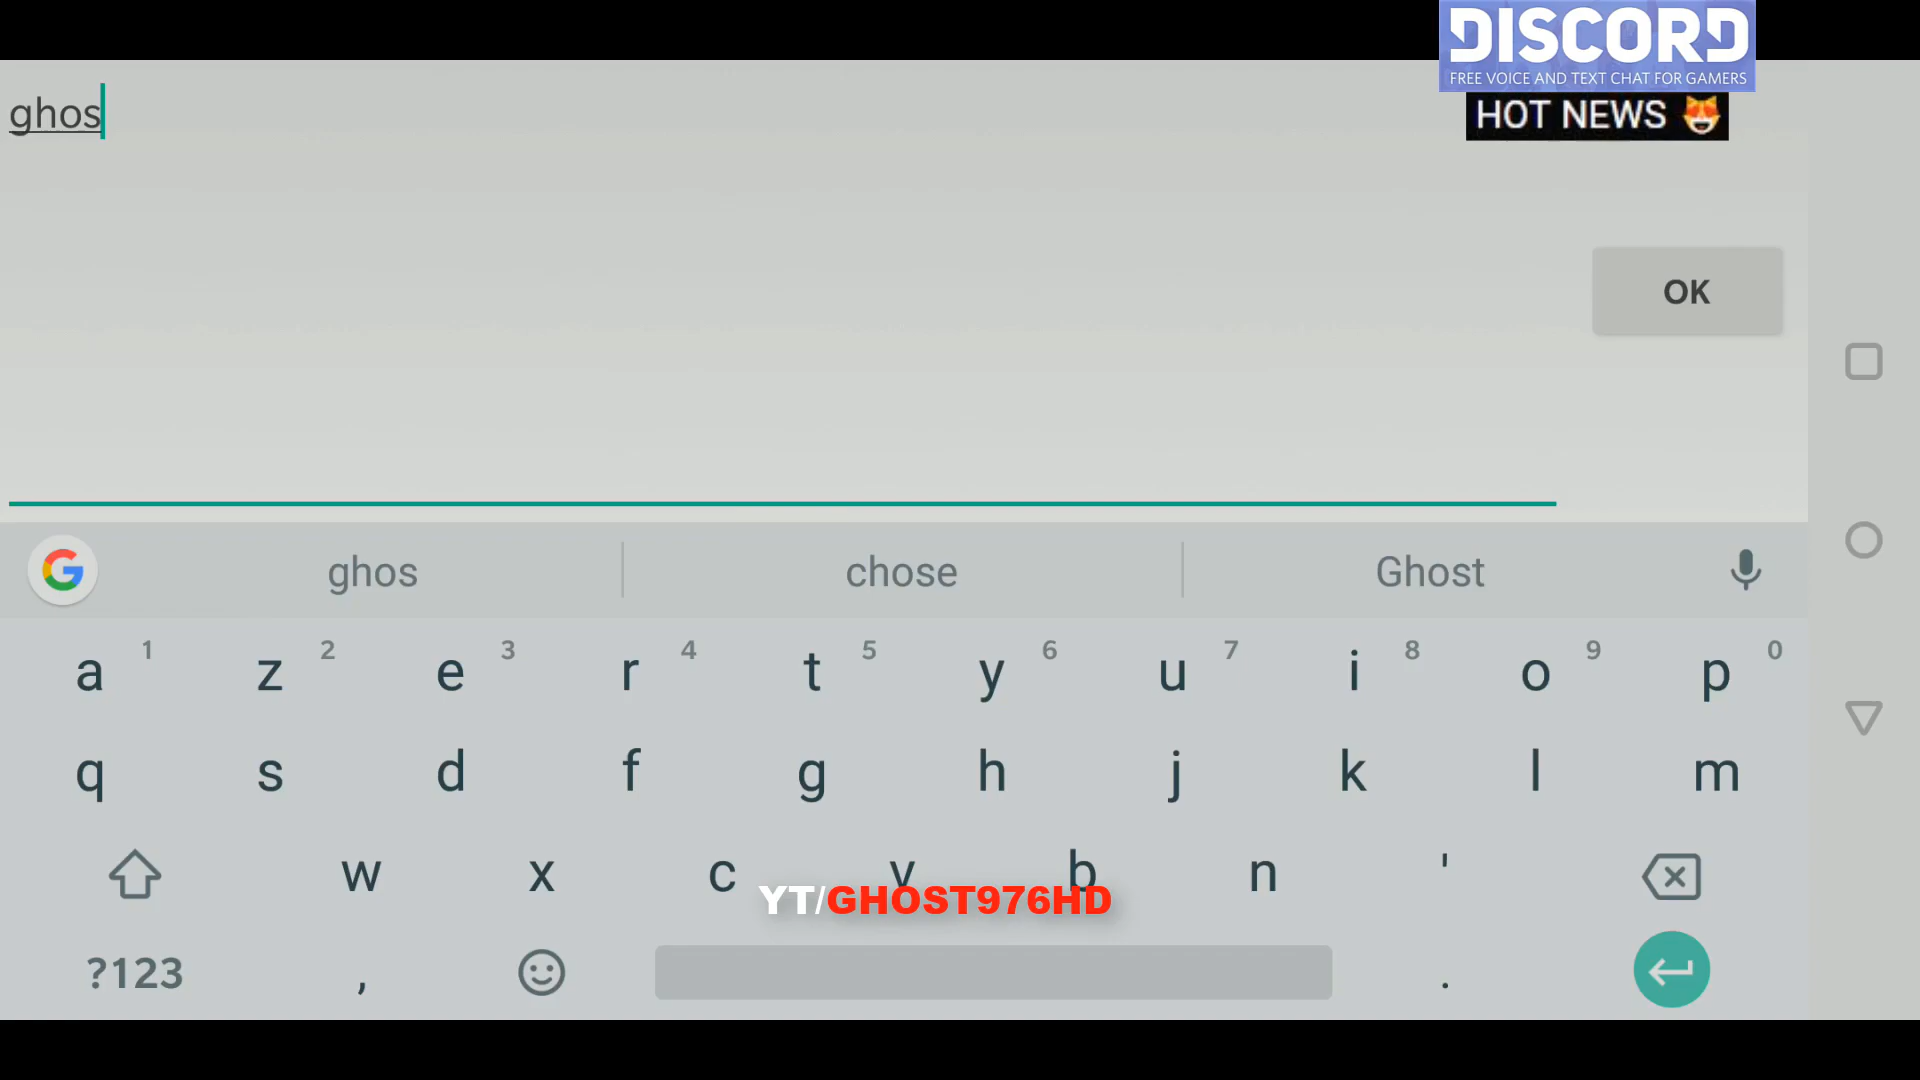 DISCORD
FREE VOICE AND TEXT CHAT FOR GAMERS
HOT NEWS 😻
ghos
OK
ghos chose Ghost
a 1 z 2 e 3 r 4 t 5 y 6 u 7 i 8 o 9 p 0
q s d f g h j k l m
w x c v b n '
YT/GHOST976HD
?123 , .